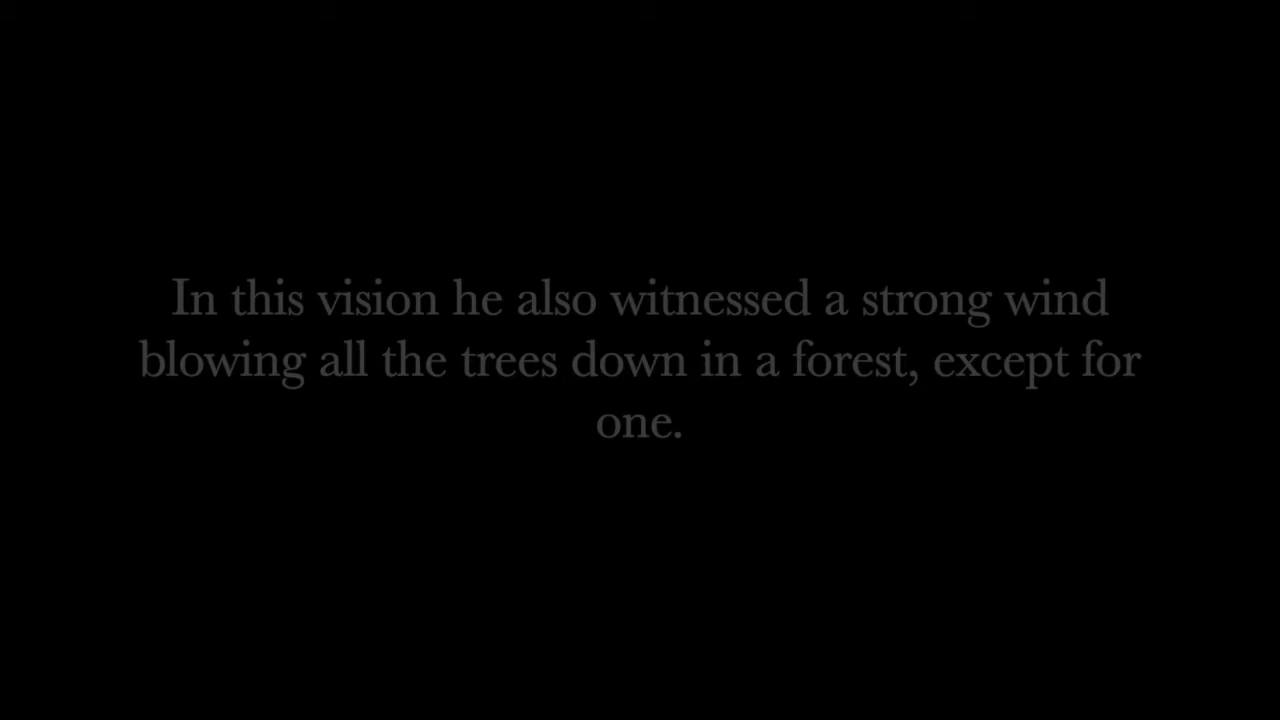 In this vision he also witnessed a strong wind
blowing all the trees down in a forest, except for
one.